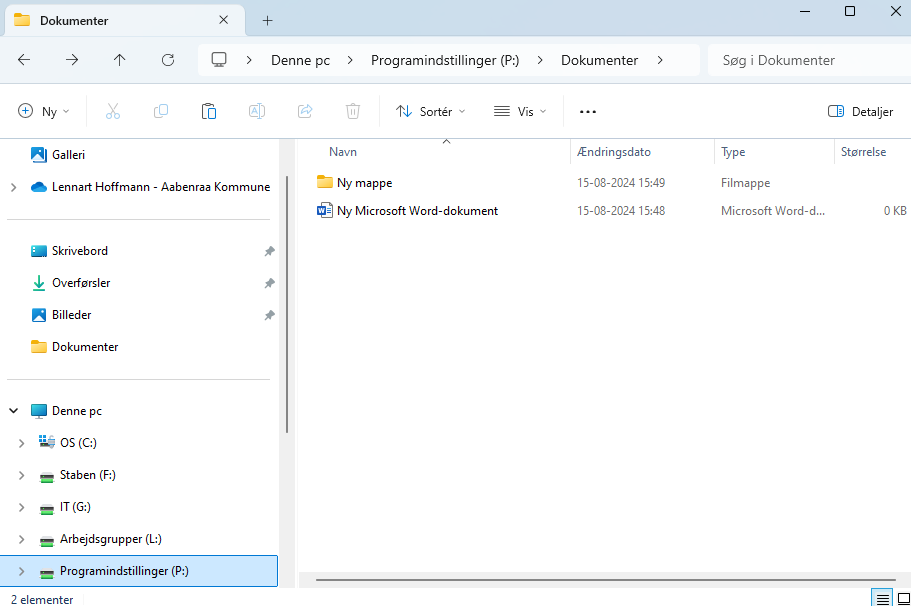 Dokumenter
Denne pc > Programindstillinger (P:) > Dokumenter >
Søg i Dokumenter
Ny
Sortér
Vis
Detaljer
Galleri
Lennart Hoffmann - Aabenraa Kommune
Skrivebord
Overførsler
Billeder
Dokumenter
Denne pc
OS (C:)
Staben (F:)
IT (G:)
Arbejdsgrupper (L:)
Programindstillinger (P:)
Navn Ændringsdato Type Størrelse
Ny mappe 15-08-2024 15:49 Filmappe
Ny Microsoft Word-dokument 15-08-2024 15:48 Microsoft Word-d... 0 KB
2 elementer